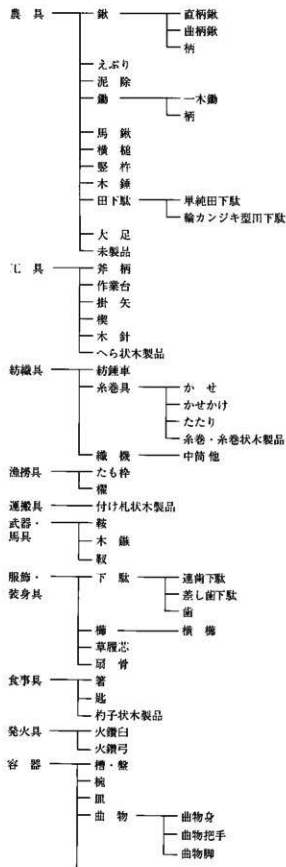 農具 鍬 直柄鍬
曲柄鍬
柄
えぶり
泥除
鋤 一木鋤
柄
馬鍬
横槌
竪杵
木錘
田下駄 単純田下駄
輪カンジキ型田下駄
大足
未製品
工具 斧柄
作業台
掛矢
楔
木針
へら状木製品
紡織具 紡錘車
糸巻具 かせ
かせかけ
たたり
糸巻・糸巻状木製品
織機 中筒他
漁撈具 たも枠
櫂
運搬具 付け札状木製品
武器・ 鞍
馬具 木鏃
靫
服飾・ 下駄 連歯下駄
装身具 差し歯下駄
歯
櫛 横櫛
草履芯
扇骨
食事具 箸
匙
杓子状木製品
発火具 火鑽臼
火鑽弓
容器 槽・盤
椀
皿
曲物 曲物身
曲物把手
曲物脚